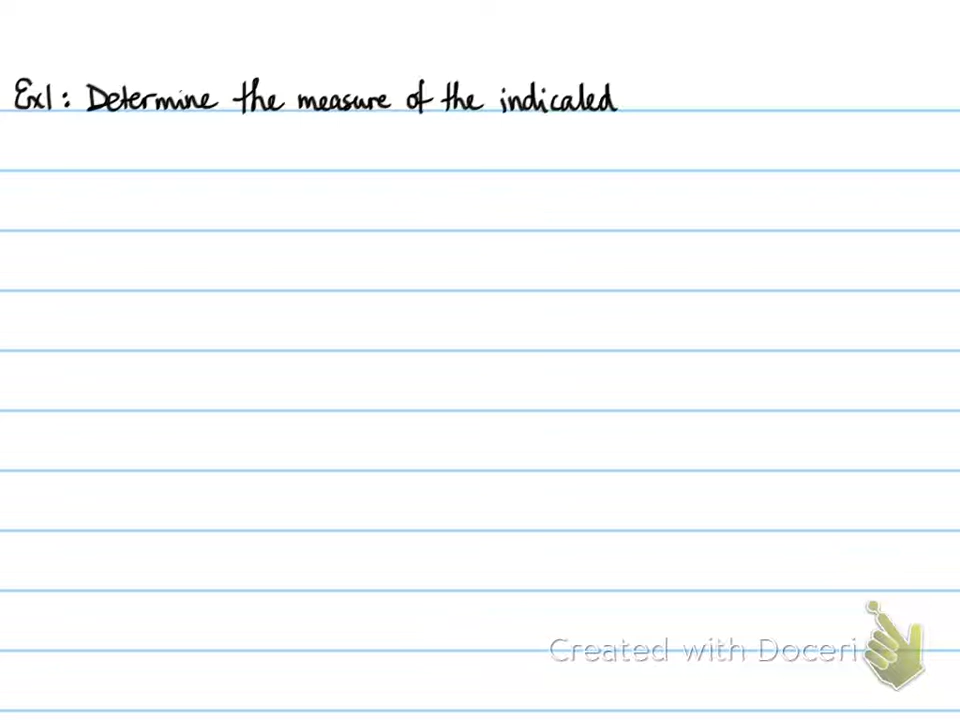 Ex1: Determine the measure of the indicated
Created with Doceri